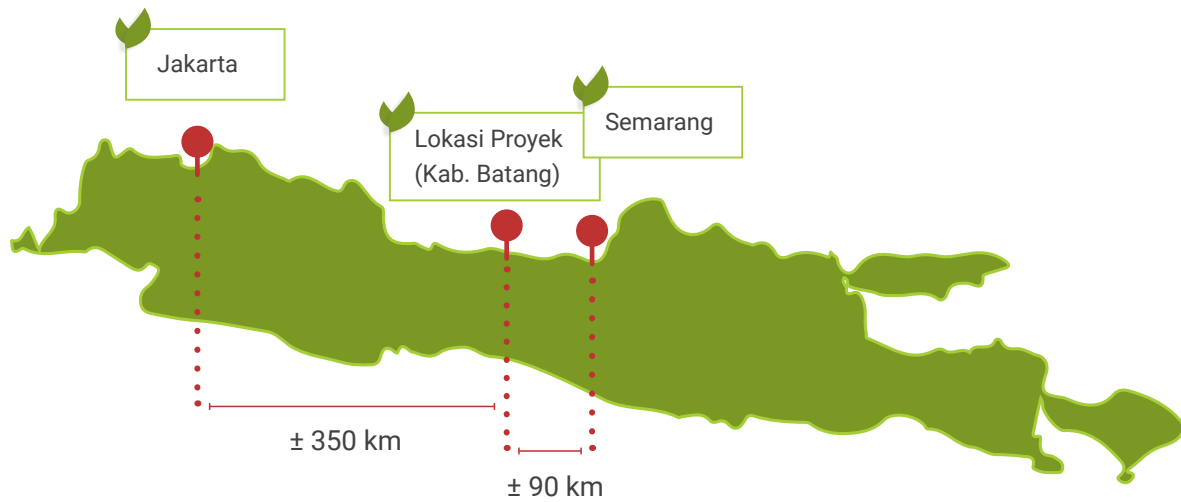 Jakarta
Lokasi Proyek
(Kab. Batang)
Semarang
± 350 km
± 90 km